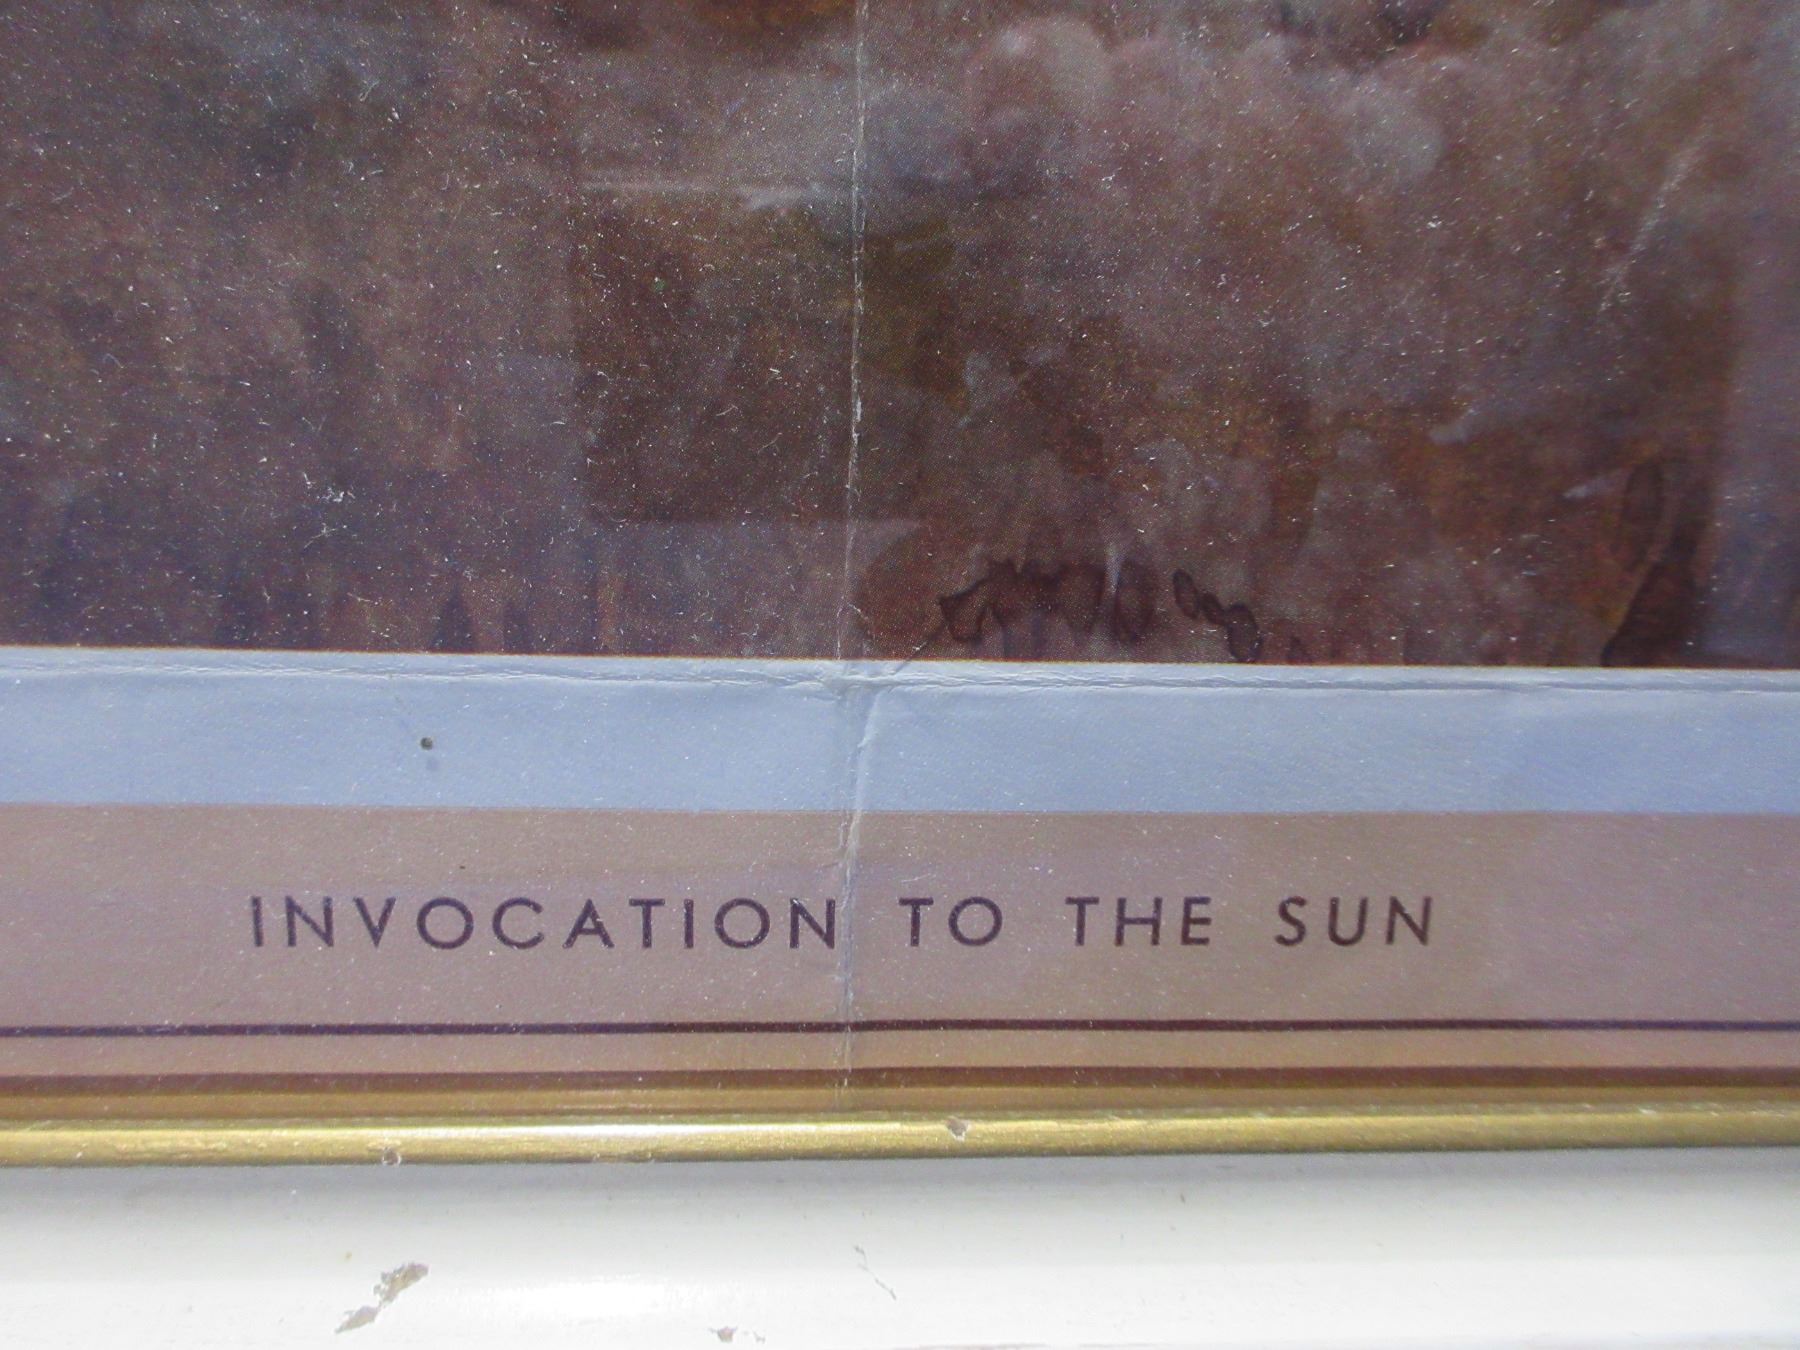 INVOCATION TO THE SUN